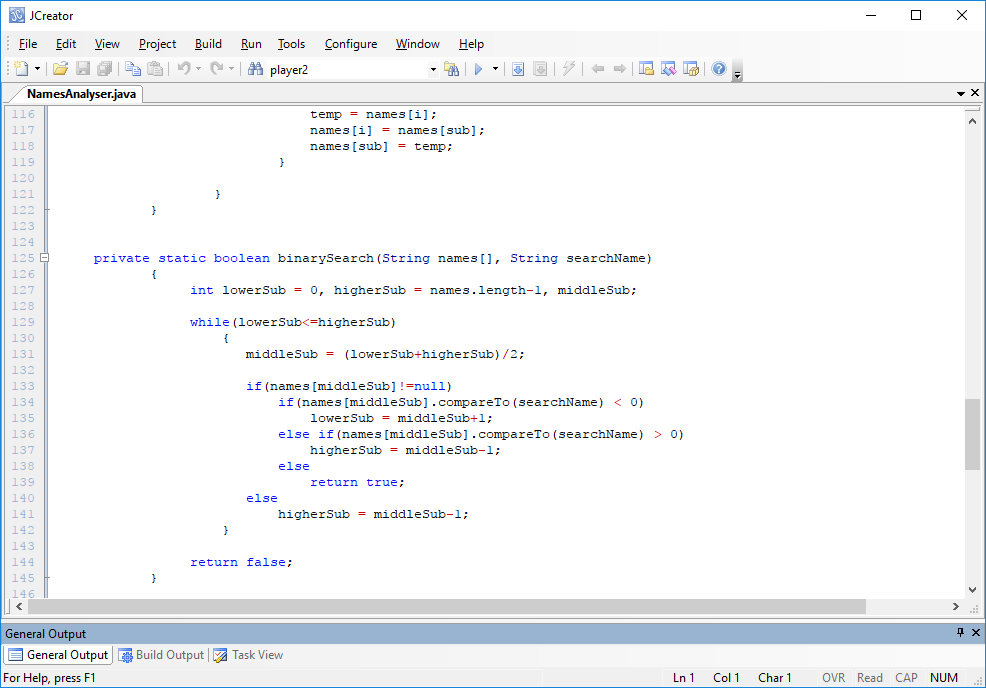 JCreator
File Edit View Project Build Run Tools Configure Window Help
player2
NamesAnalyser.java
116 temp = names[i];
117 names[i] = names[sub];
118 names[sub] = temp;
119 }
120
121 }
122 }
123
124
125 private static boolean binarySearch(String names[], String searchName)
126 {
127 int lowerSub = 0, higherSub = names.length-1, middleSub;
128
129 while(lowerSub<=higherSub)
130 {
131 middleSub = (lowerSub+higherSub)/2;
132
133 if(names[middleSub]!=null)
134 if(names[middleSub].compareTo(searchName) < 0)
135 lowerSub = middleSub+1;
136 else if(names[middleSub].compareTo(searchName) > 0)
137 higherSub = middleSub-1;
138 else
139 return true;
140 else
141 higherSub = middleSub-1;
142 }
143
144 return false;
145 }
146
General Output
General Output Build Output Task View
For Help, press F1 Ln 1 Col 1 Char 1 OVR Read CAP NUM